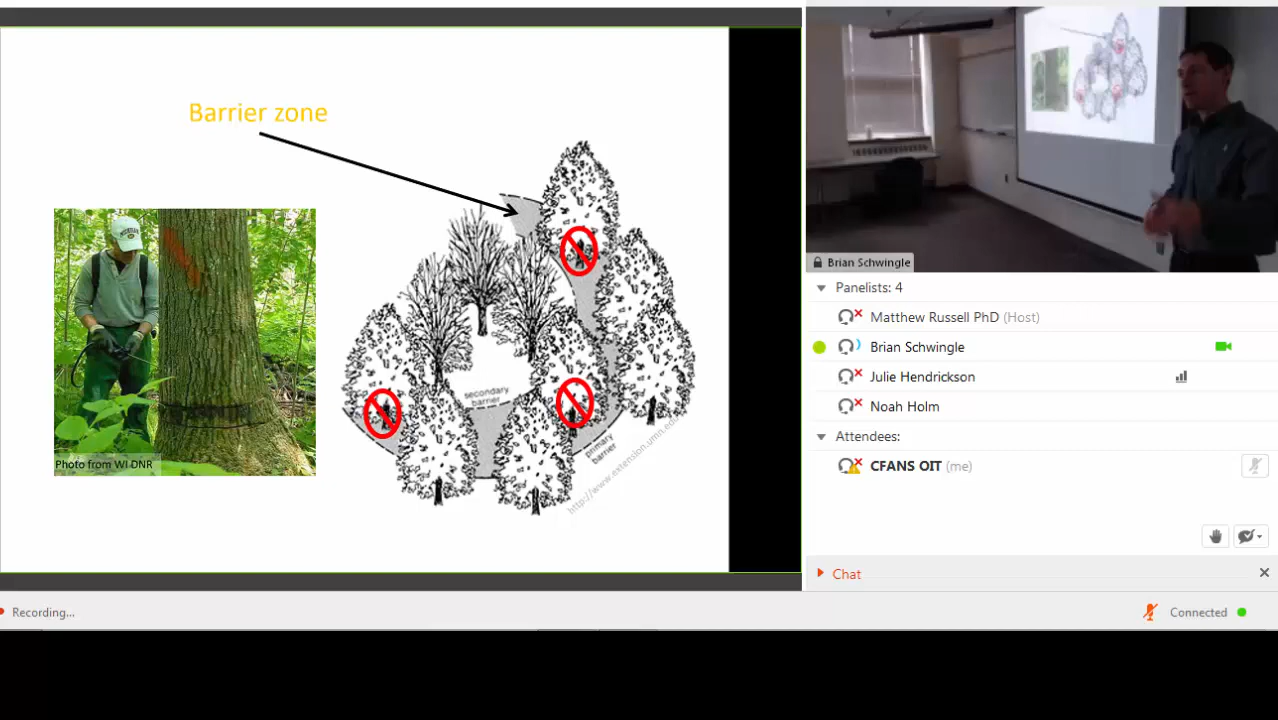 Barrier zone
secondary
barrier
primary
barrier
http://www.extension.umn.edu
Photo from WI DNR
Brian Schwingle
Panelists: 4
Matthew Russell PhD (Host)
Brian Schwingle
Julie Hendrickson
Noah Holm
Attendees:
CFANS OIT (me)
Chat
Recording...
Connected